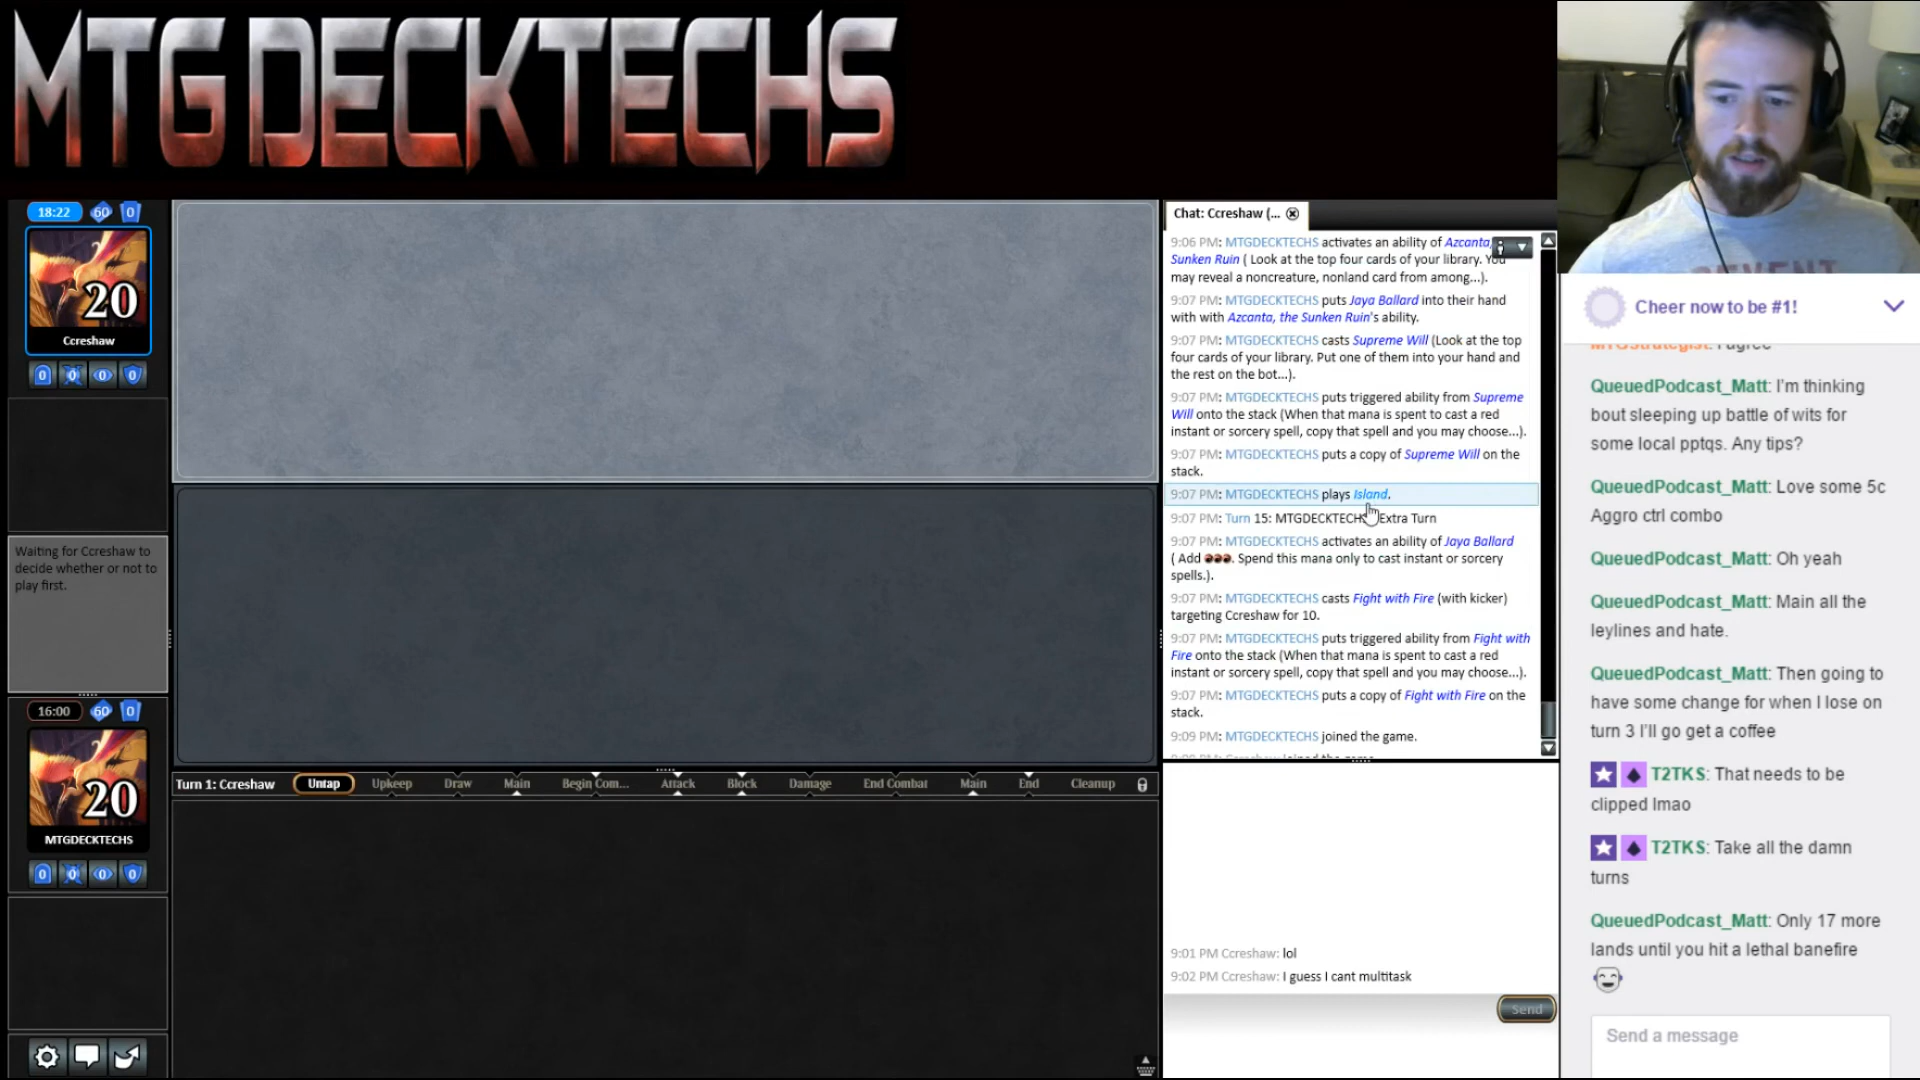 MTG DECKTECHS
18:22 60 0
20
Ccreshaw
0 0 0 0
Waiting for Ccreshaw to
decide whether or not to
play first.
16:00 60 0
20
MTGDECKTECHS
0 0 0 0
Turn 1: Ccreshaw Untap Upkeep Draw Main Begin Com... Attack Block Damage End Combat Main End Cleanup
Chat: Ccreshaw (...
9:06 PM: MTGDECKTECHS activates an ability of Azcanta,
Sunken Ruin ( Look at the top four cards of your library. You
may reveal a noncreature, nonland card from among...).
9:07 PM: MTGDECKTECHS puts Jaya Ballard into their hand
with with Azcanta, the Sunken Ruin's ability.
9:07 PM: MTGDECKTECHS casts Supreme Will (Look at the top
four cards of your library. Put one of them into your hand and
the rest on the bot...).
9:07 PM: MTGDECKTECHS puts triggered ability from Supreme
Will onto the stack (When that mana is spent to cast a red
instant or sorcery spell, copy that spell and you may choose...).
9:07 PM: MTGDECKTECHS puts a copy of Supreme Will on the
stack.
9:07 PM: MTGDECKTECHS plays Island.
9:07 PM: Turn 15: MTGDECKTECHS Extra Turn
9:07 PM: MTGDECKTECHS activates an ability of Jaya Ballard
( Add . Spend this mana only to cast instant or sorcery
spells.).
9:07 PM: MTGDECKTECHS casts Fight with Fire (with kicker)
targeting Ccreshaw for 10.
9:07 PM: MTGDECKTECHS puts triggered ability from Fight with
Fire onto the stack (When that mana is spent to cast a red
instant or sorcery spell, copy that spell and you may choose...).
9:07 PM: MTGDECKTECHS puts a copy of Fight with Fire on the
stack.
9:09 PM: MTGDECKTECHS joined the game.
9:01 PM Ccreshaw: lol
9:02 PM Ccreshaw: I guess I cant multitask
Send
Cheer now to be #1!
MTGStrategist: I agree
QueuedPodcast_Matt: I'm thinking
bout sleeping up battle of wits for
some local pptqs. Any tips?
QueuedPodcast_Matt: Love some 5c
Aggro ctrl combo
QueuedPodcast_Matt: Oh yeah
QueuedPodcast_Matt: Main all the
leylines and hate.
QueuedPodcast_Matt: Then going to
have some change for when I lose on
turn 3 I'll go get a coffee
T2TKS: That needs to be
clipped lmao
T2TKS: Take all the damn
turns
QueuedPodcast_Matt: Only 17 more
lands until you hit a lethal banefire
Send a message